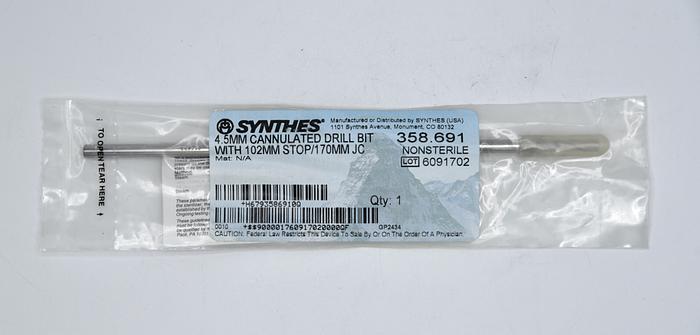 ↑ TO OPEN TEAR HERE ↑
SYNTHES®
Manufactured or Distributed by SYNTHES (USA)
1101 Synthes Avenue, Monument, CO 80132
4.5MM CANNULATED DRILL BIT
WITH 102MM STOP/170MM JC
Mat: N/A
358.691
NONSTERILE
LOT 6091702
*H6793586910Q
Qty: 1
0010
*$$900001760917020000QF
GP2434
CAUTION: Federal Law Restricts This Device To Sale By Or On The Order Of A Physician